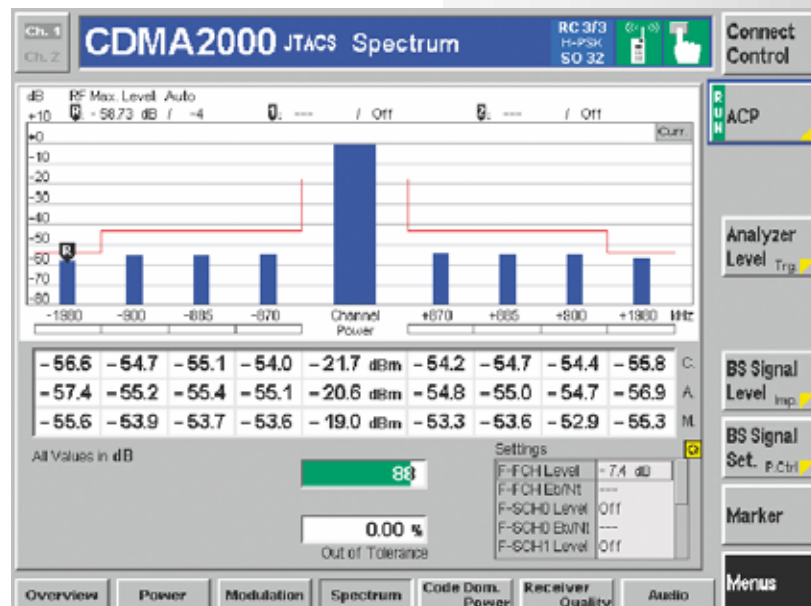 Ch. 1
Ch. 2
CDMA2000 JTACS Spectrum
RC 3/3
H-PSK
SO 32
Connect
Control
dB RF Max. Level Auto
+10 R. - 58.73 dB / -4 1. --- / Off 2. --- / Off
+0 Curr.
-10
-20
-30
-40
-50
-60 R
-70
-80
-1980 -900 -885 -870 Channel Power +870 +885 +900 +1980 kHz
- 56.6 - 54.7 - 55.1 - 54.0 - 21.7 dBm - 54.2 - 54.7 - 54.4 - 55.8 C.
- 57.4 - 55.2 - 55.4 - 55.1 - 20.6 dBm - 54.8 - 55.0 - 54.7 - 56.9 A.
- 55.6 - 53.9 - 53.7 - 53.6 - 19.0 dBm - 53.3 - 53.6 - 52.9 - 55.3 M.
All Values in dB
88
0.00 %
Out of Tolerance
Settings
F-FCH Level - 7.4 dB
F-FCH Eb/Nt ---
F-SCH0 Level Off
F-SCH0 Eb/Nt ---
F-SCH1 Level Off
RUN
ACP
Analyzer
Level Trg.
BS Signal
Level Imp.
BS Signal
Set. P.Ctrl
Marker
Menus
Overview
Power
Modulation
Spectrum
Code Dom.
Power
Receiver
Quality
Audio